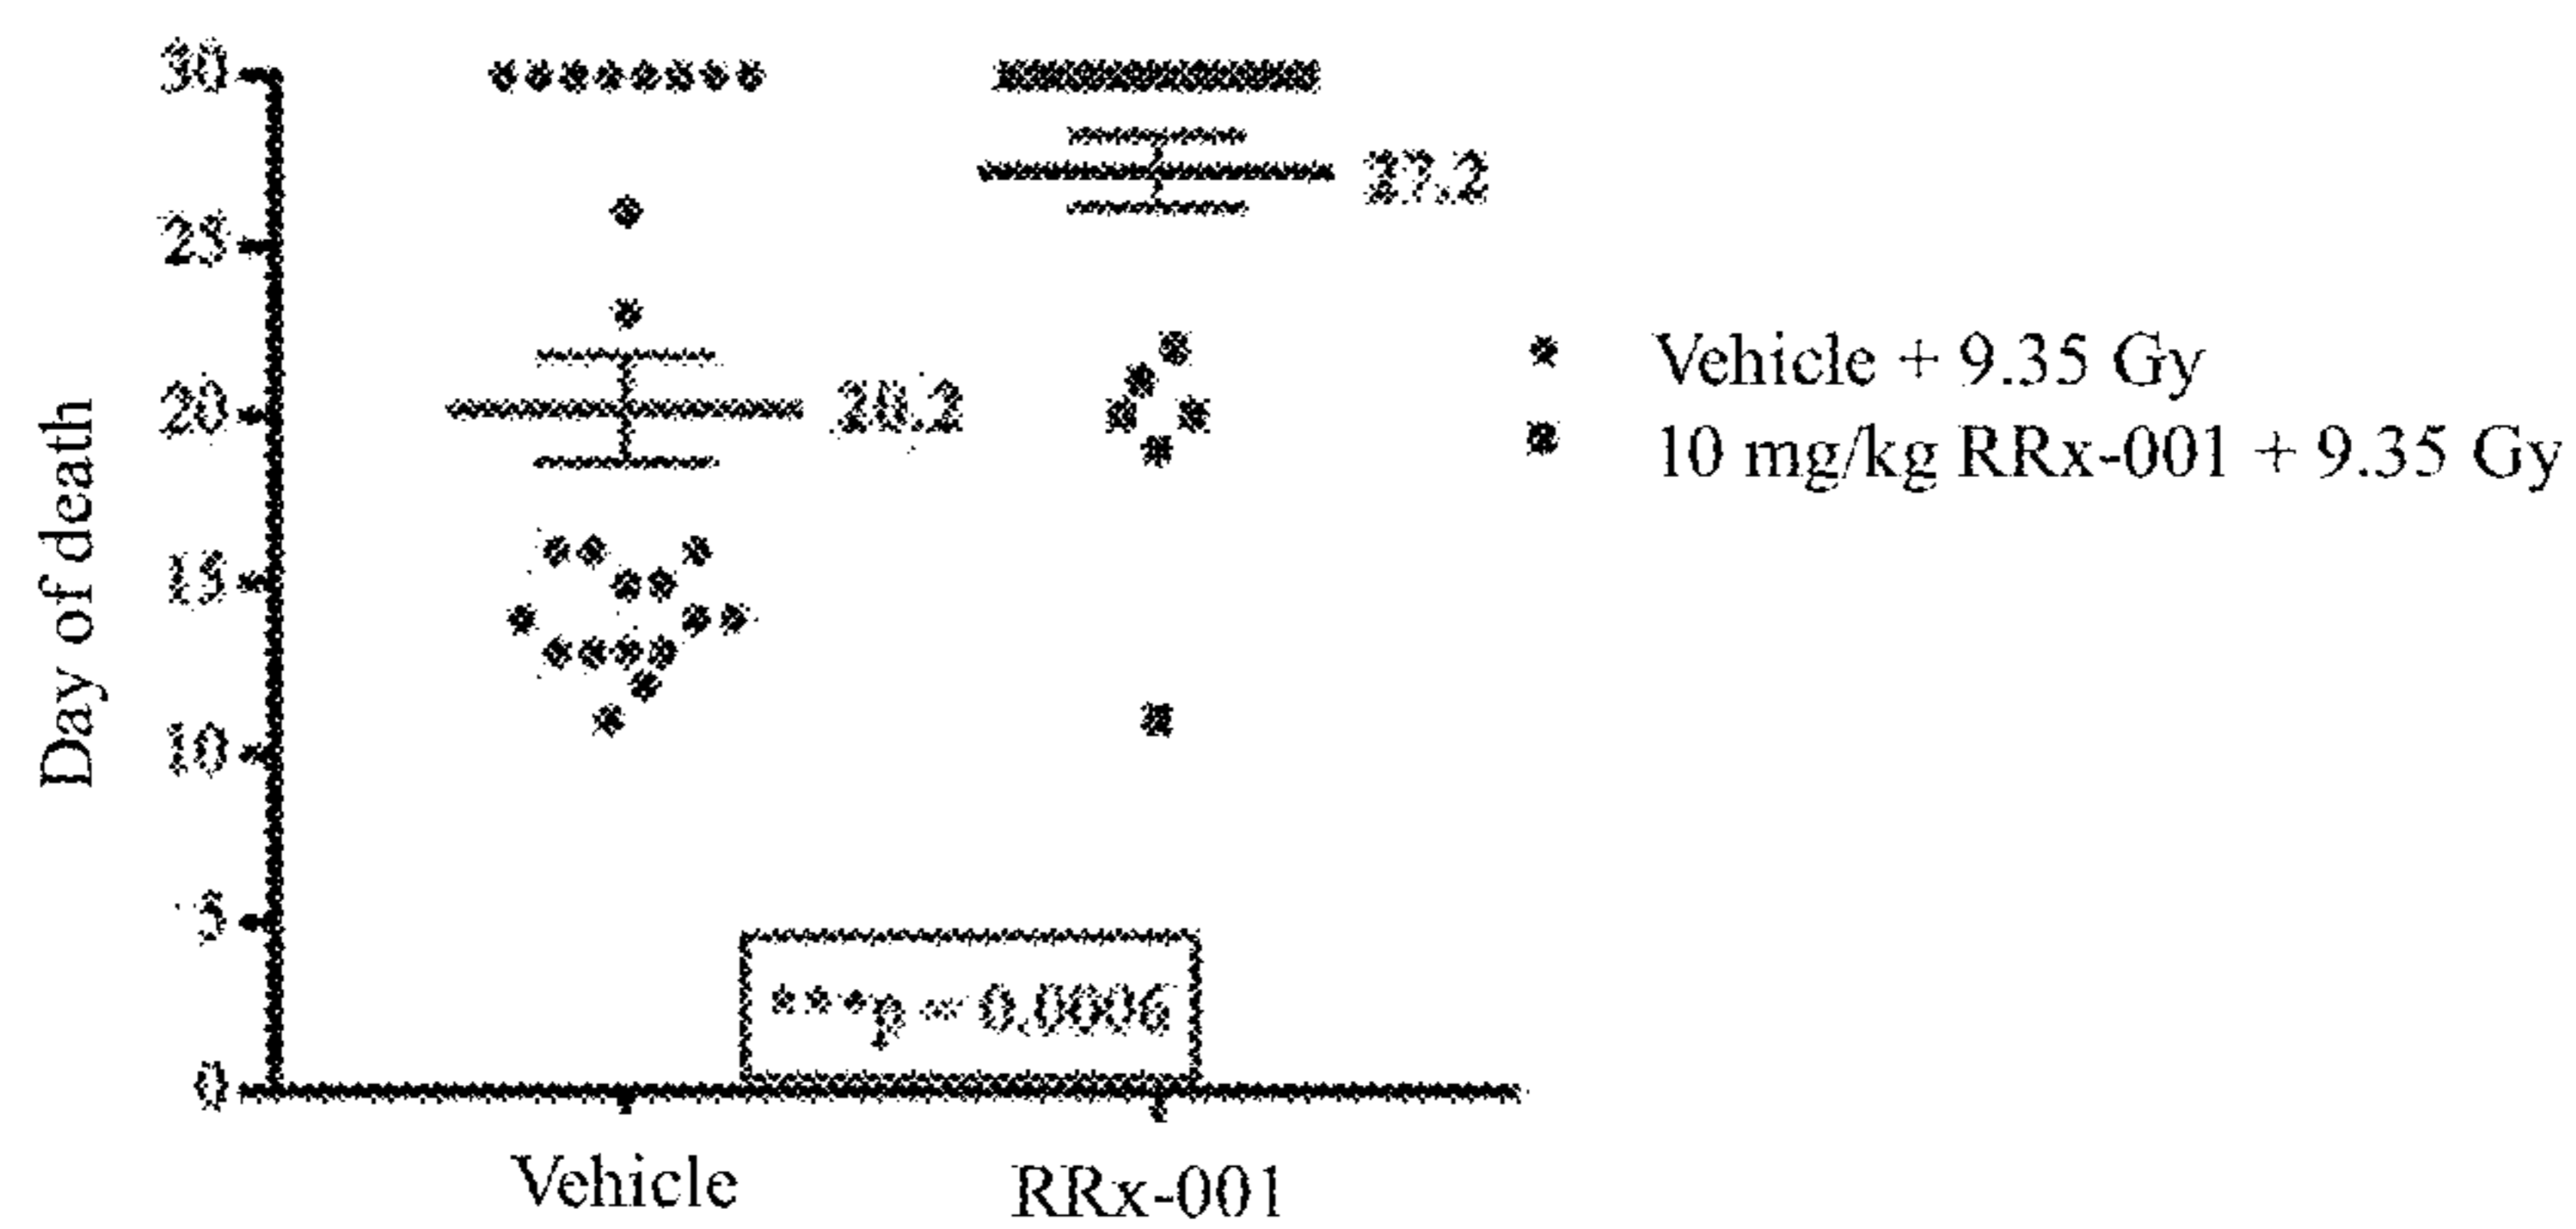 Day of death
30
25
20
15
10
5
0
27.2
20.2
***p = 0.0006
Vehicle
RRx-001
Vehicle + 9.35 Gy
10 mg/kg RRx-001 + 9.35 Gy